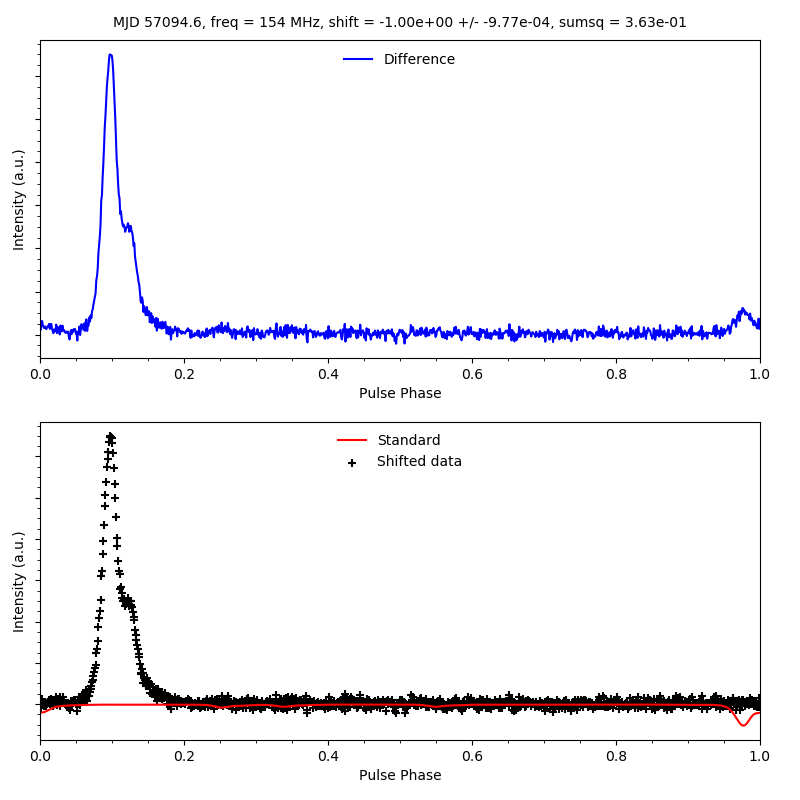 MJD 57094.6, freq = 154 MHz, shift = -1.00e+00 +/- -9.77e-04, sumsq = 3.63e-01
Difference
Intensity (a.u.)
0.0 0.2 0.4 0.6 0.8 1.0
Pulse Phase
Standard
Shifted data
Intensity (a.u.)
0.0 0.2 0.4 0.6 0.8 1.0
Pulse Phase